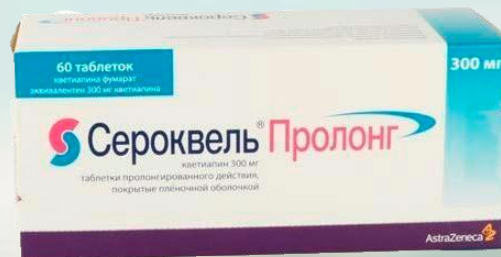 60 таблеток
кветиапина фумарат
эквивалентен 300 мг кветиапина
300 мг
Сероквель® Пролонг
кветиапин 300 мг
таблетки пролонгированного действия,
покрытые плёночной оболочкой
AstraZeneca